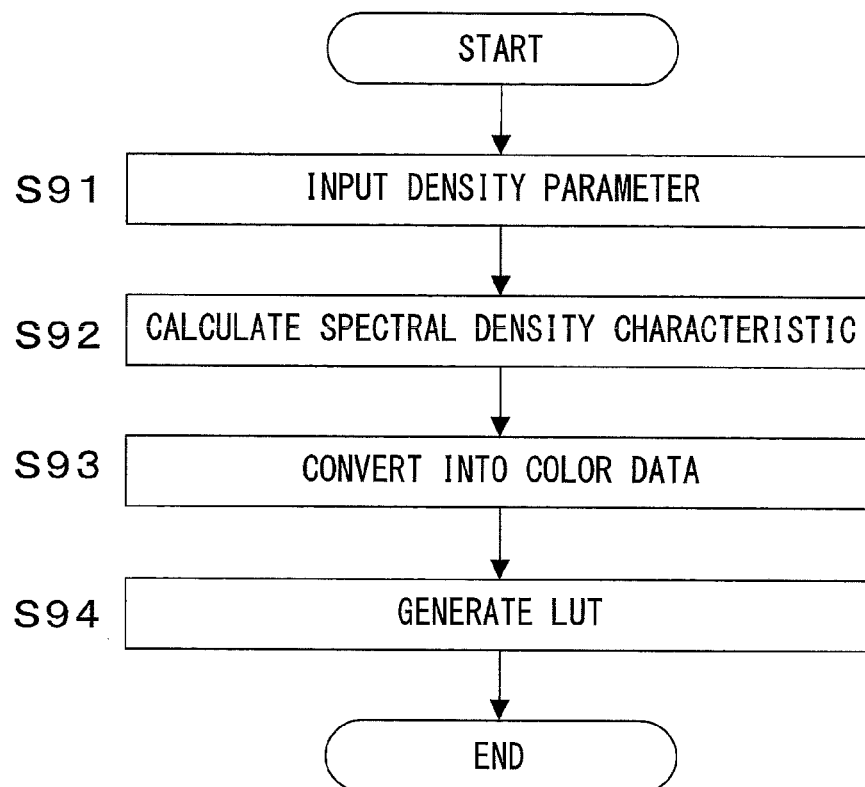 START
S91 INPUT DENSITY PARAMETER
S92 CALCULATE SPECTRAL DENSITY CHARACTERISTIC
S93 CONVERT INTO COLOR DATA
S94 GENERATE LUT
END